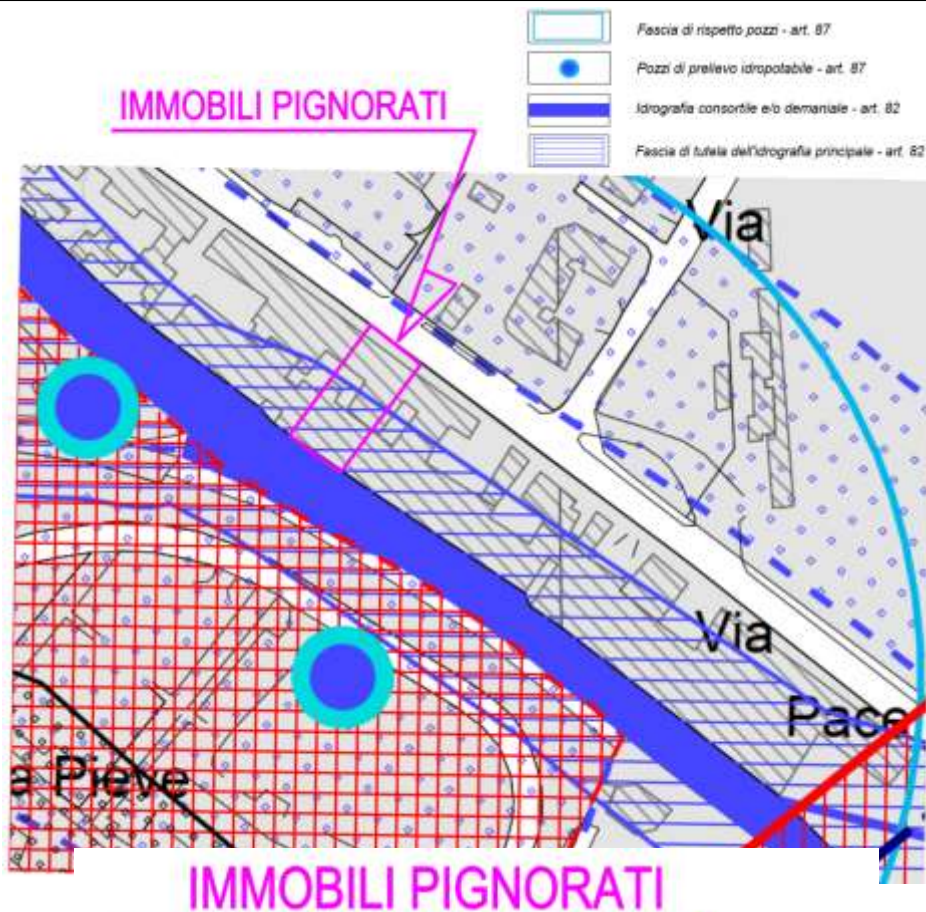 Fascia di rispetto pozzi - art. 87
Pozzi di prelievo idropotabile - art. 87
Idrografia consortile e/o demaniale - art. 82
Fascia di tutela dell'idrografia principale - art. 82
IMMOBILI PIGNORATI
Via
Via
Pace
a Pieve
IMMOBILI PIGNORATI